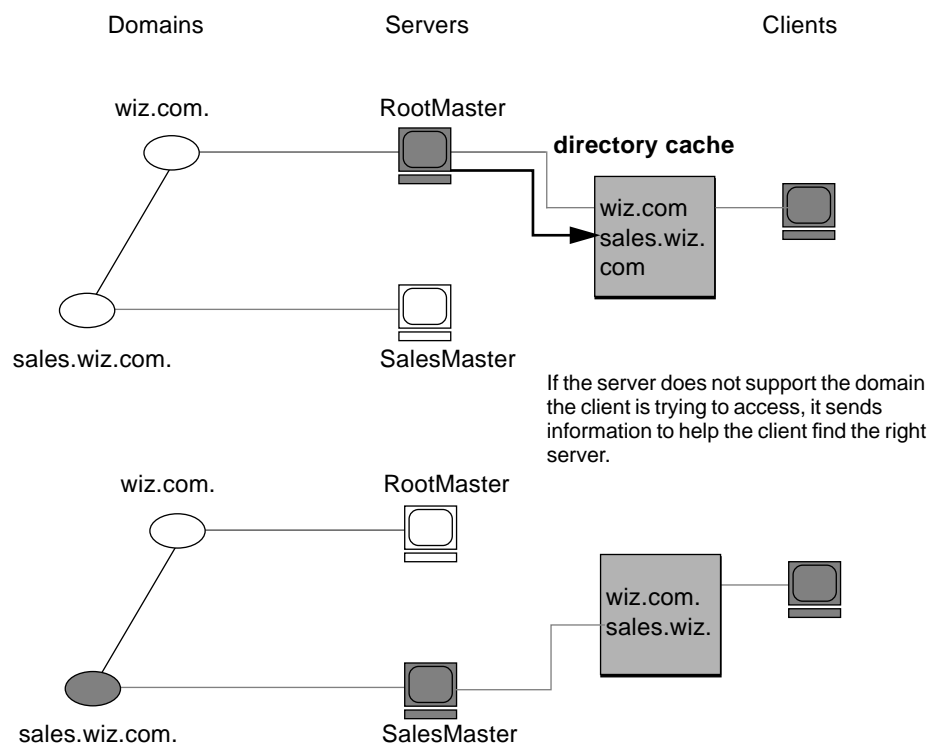 Domains Servers Clients
wiz.com. RootMaster
directory cache
wiz.com
sales.wiz.
com
sales.wiz.com. SalesMaster
If the server does not support the domain
the client is trying to access, it sends
information to help the client find the right
server.
wiz.com. RootMaster
wiz.com.
sales.wiz.
sales.wiz.com. SalesMaster